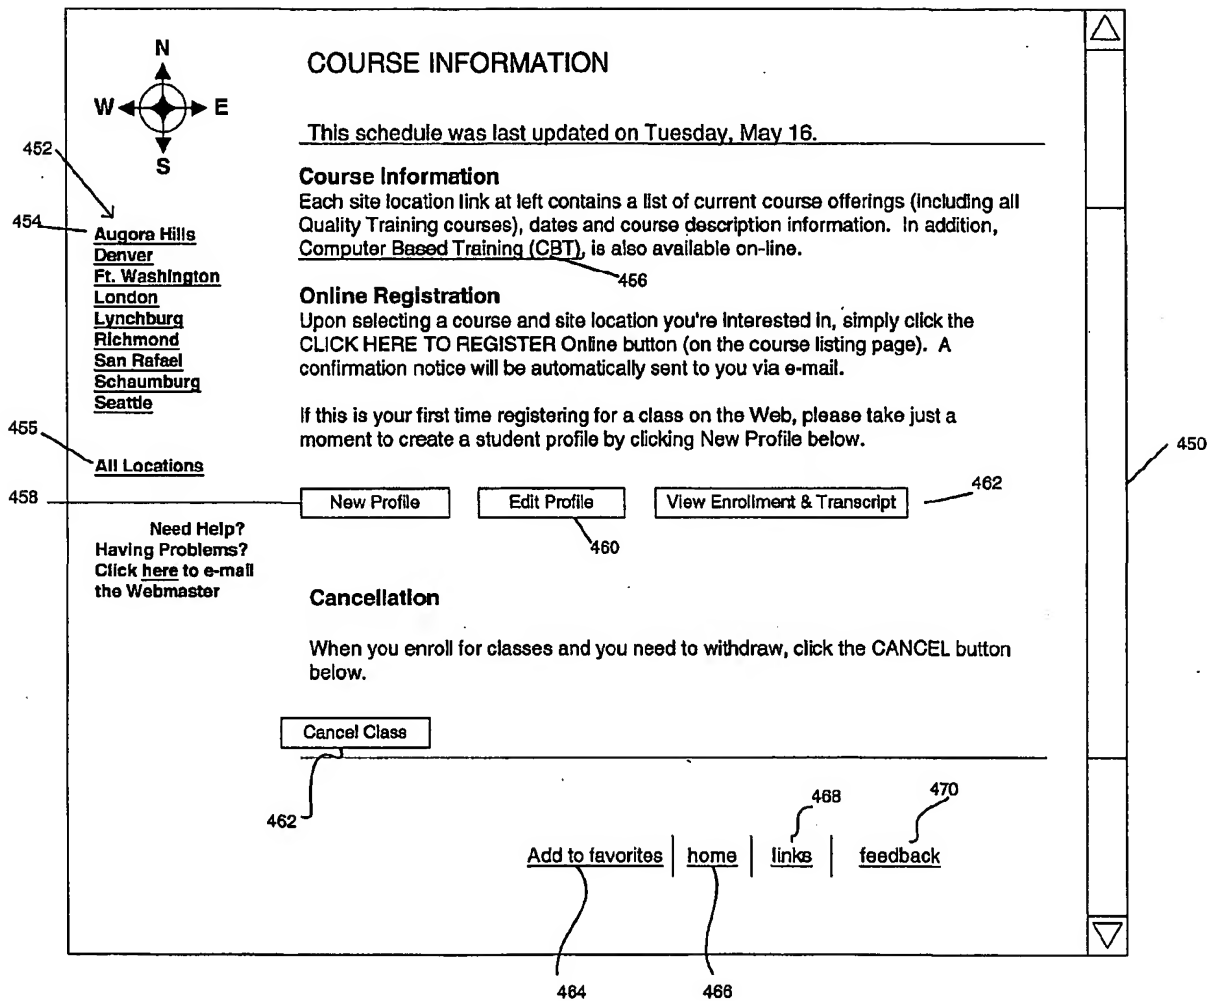 N
W E
S
COURSE INFORMATION
This schedule was last updated on Tuesday, May 16.
452
454
Augora Hills
Denver
Ft. Washington
London
Lynchburg
Richmond
San Rafael
Schaumburg
Seattle
455
All Locations
458
Need Help?
Having Problems?
Click here to e-mail
the Webmaster
Course Information
Each site location link at left contains a list of current course offerings (including all
Quality Training courses), dates and course description information. In addition,
Computer Based Training (CBT), is also available on-line.
456
Online Registration
Upon selecting a course and site location you're interested in, simply click the
CLICK HERE TO REGISTER Online button (on the course listing page). A
confirmation notice will be automatically sent to you via e-mail.
If this is your first time registering for a class on the Web, please take just a
moment to create a student profile by clicking New Profile below.
450
New Profile Edit Profile View Enrollment & Transcript
462
460
Cancellation
When you enroll for classes and you need to withdraw, click the CANCEL button
below.
Cancel Class
462
468
470
Add to favorites | home | links | feedback
464
466